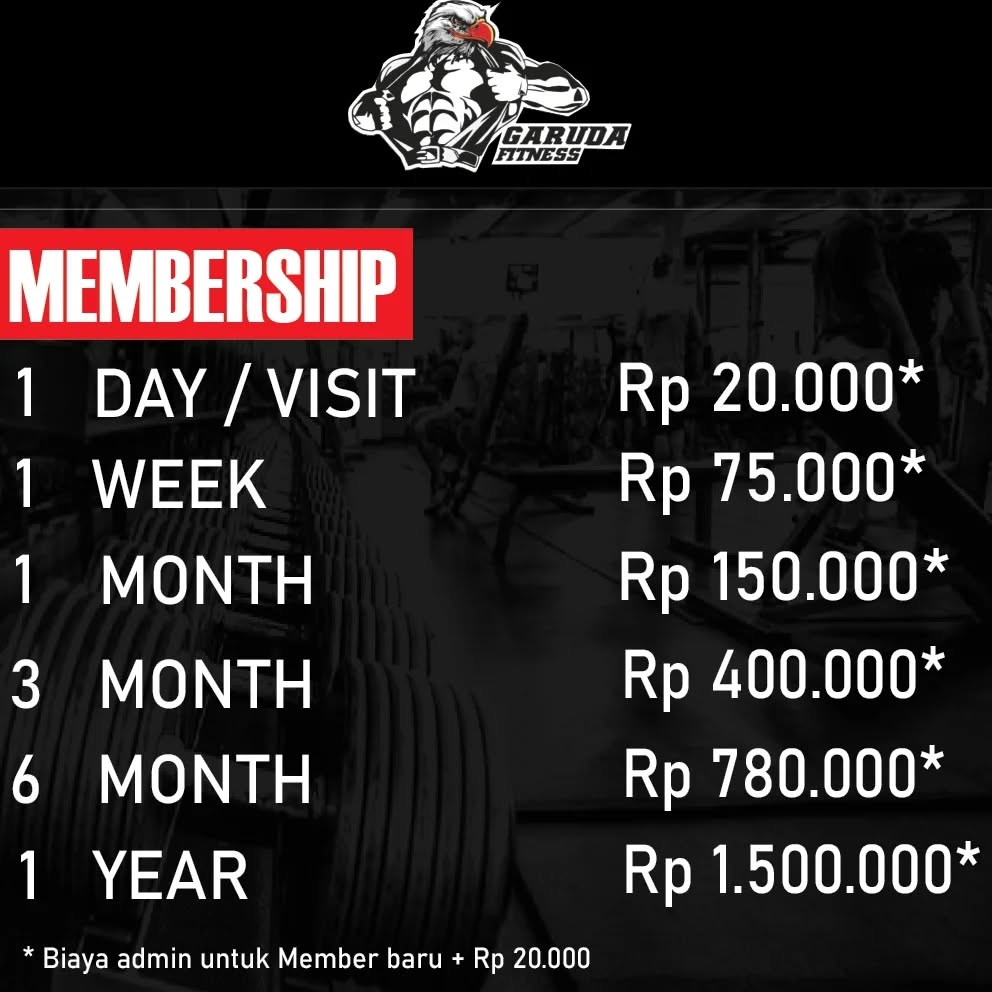 GARUDA
FITNESS
MEMBERSHIP
1 DAY / VISIT Rp 20.000*
1 WEEK Rp 75.000*
1 MONTH Rp 150.000*
3 MONTH Rp 400.000*
6 MONTH Rp 780.000*
1 YEAR Rp 1.500.000*
* Biaya admin untuk Member baru + Rp 20.000